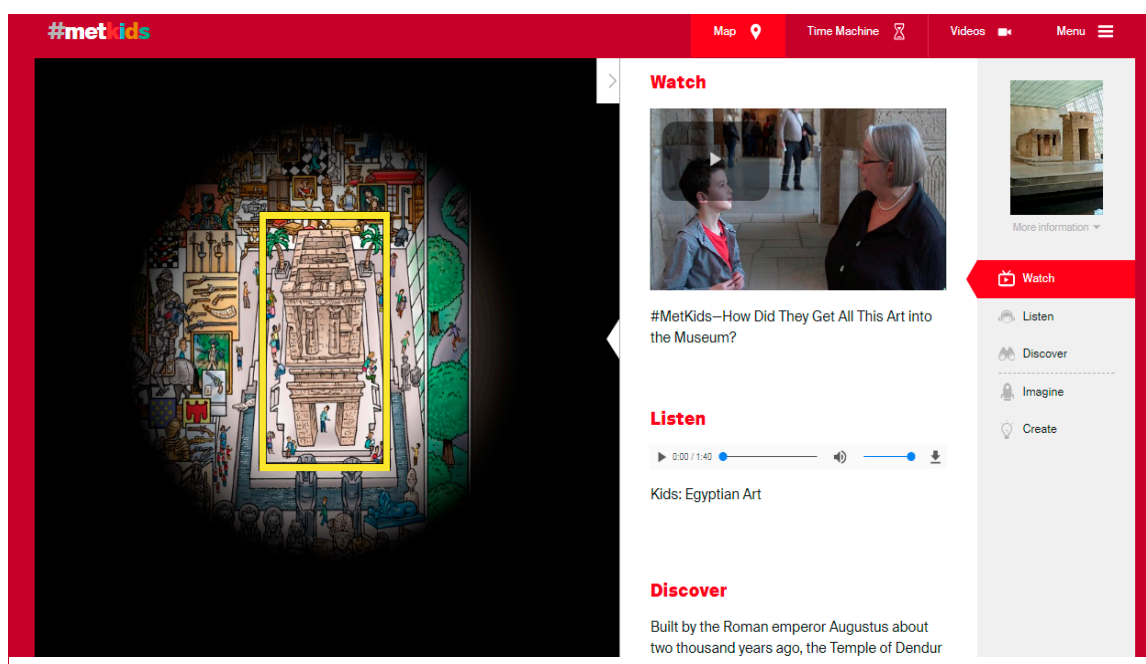 #metkids
Map
Time Machine
Videos
Menu
Watch
#MetKids—How Did They Get All This Art into
the Museum?
Listen
0:00 / 1:40
Kids: Egyptian Art
Discover
Built by the Roman emperor Augustus about
two thousand years ago, the Temple of Dendur
More information
Watch
Listen
Discover
Imagine
Create